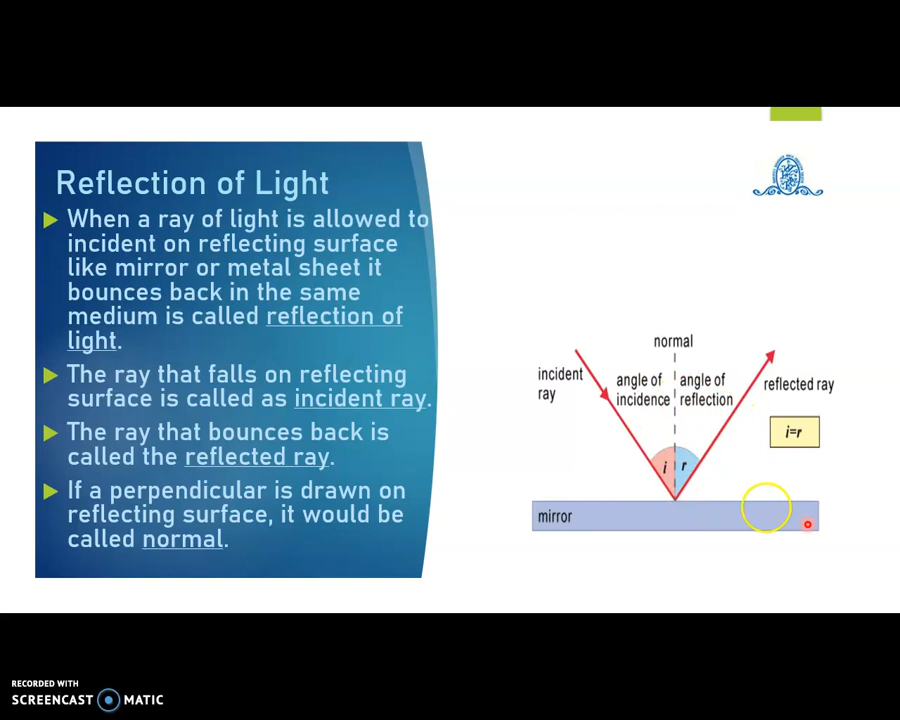 Reflection of Light
When a ray of light is allowed to
incident on reflecting surface
like mirror or metal sheet it
bounces back in the same
medium is called reflection of
light.
The ray that falls on reflecting
surface is called as incident ray.
The ray that bounces back is
called the reflected ray.
If a perpendicular is drawn on
reflecting surface, it would be
called normal.
normal
incident
ray
angle of
incidence
angle of
reflection
reflected ray
i=r
i
r
mirror
RECORDED WITH
SCREENCAST MATIC